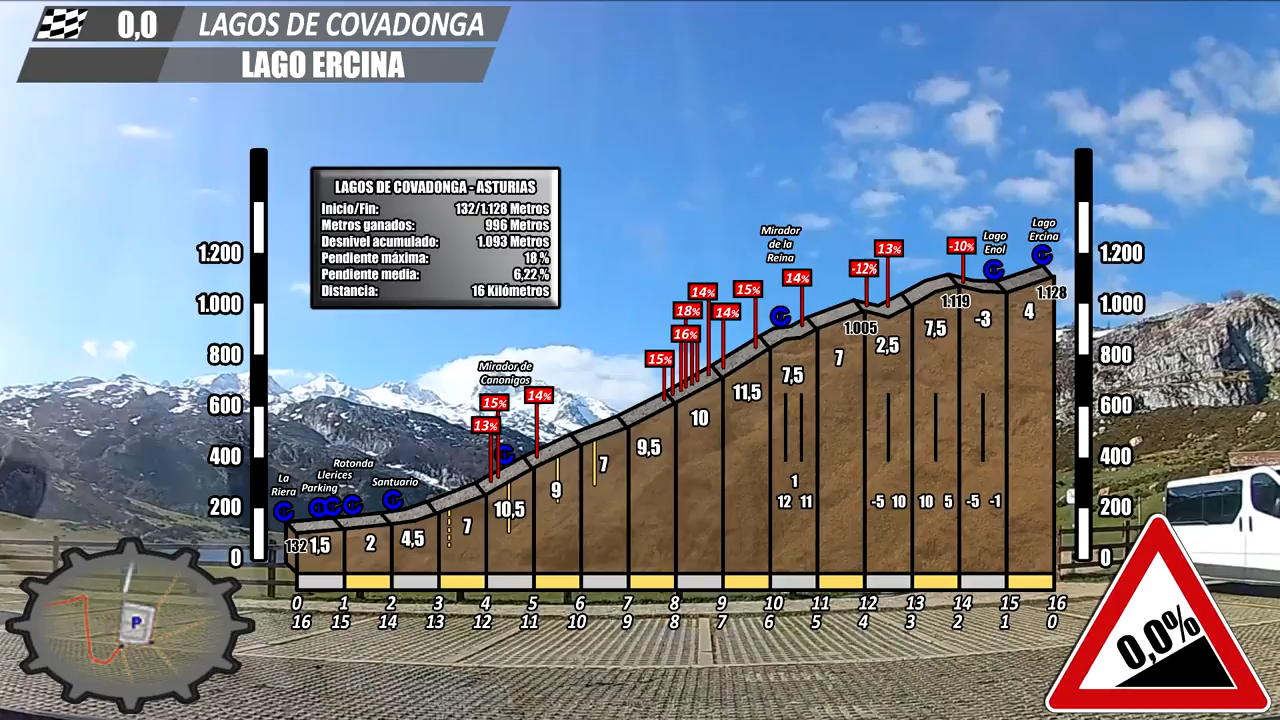 0,0 LAGOS DE COVADONGA
LAGO ERCINA
LAGOS DE COVADONGA - ASTURIAS
Inicio/Fin: 132/1.128 Metros
Metros ganados: 996 Metros
Desnivel acumulado: 1.093 Metros
Pendiente máxima: 18 %
Pendiente media: 6,22 %
Distancia: 16 Kilómetros
1.200
1.000
800
600
400
200
0
La
Riera
Parking
Llerices
Rotonda
Santuario
Mirador de
Canonigos
13%
15%
14%
15%
16%
18%
14%
14%
15%
Mirador
de la
Reina
14%
-12%
13%
-10%
Lago
Enol
Lago
Ercina
1.200
1.000
800
600
400
200
0
132 1,5 2 4,5 7 10,5 9 7 9,5 10 11,5 7,5 7 2,5 7,5 -3 4
1.005
1.119
1.128
1
12 11
-5 10
10 5
-5 -1
0 1 2 3 4 5 6 7 8 9 10 11 12 13 14 15 16
16 15 14 13 12 11 10 9 8 7 6 5 4 3 2 1 0
P
0,0%